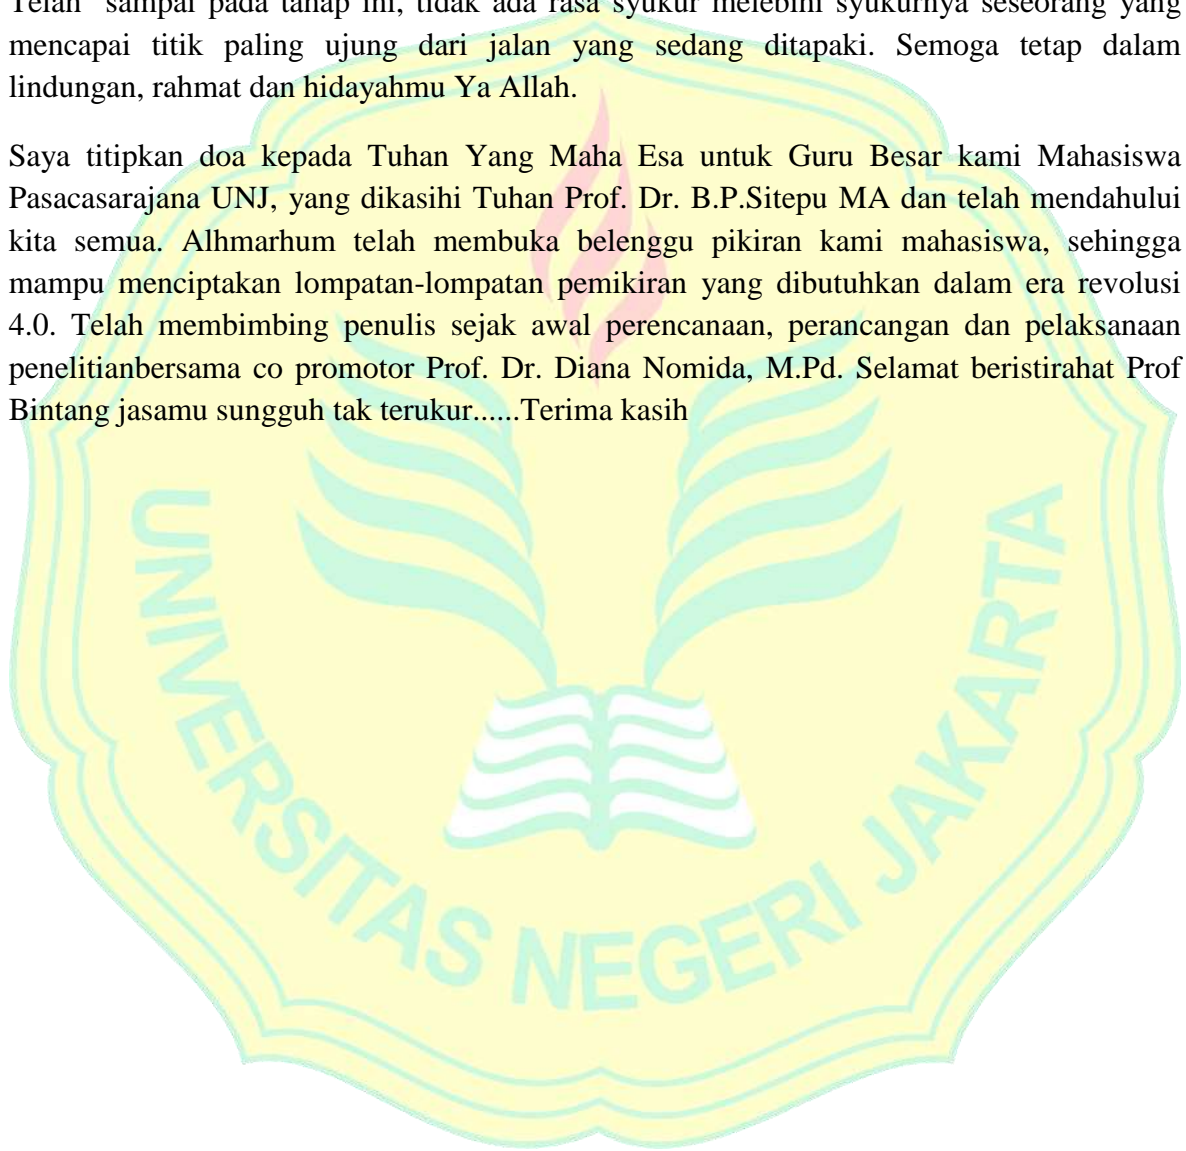 Telah sampai pada tahap ini, tidak ada rasa syukur melebihi syukurnya seseorang yang
mencapai titik paling ujung dari jalan yang sedang ditapaki. Semoga tetap dalam
lindungan, rahmat dan hidayahmu Ya Allah.
Saya titipkan doa kepada Tuhan Yang Maha Esa untuk Guru Besar kami Mahasiswa
Pasacasarajana UNJ, yang dikasihi Tuhan Prof. Dr. B.P.Sitepu MA dan telah mendahului
kita semua. Alhmarhum telah membuka belenggu pikiran kami mahasiswa, sehingga
mampu menciptakan lompatan-lompatan pemikiran yang dibutuhkan dalam era revolusi
4.0. Telah membimbing penulis sejak awal perencanaan, perancangan dan pelaksanaan
penelitianbersama co promotor Prof. Dr. Diana Nomida, M.Pd. Selamat beristirahat Prof
Bintang jasamu sungguh tak terukur......Terima kasih
UNIVERSITAS NEGERI JAKARTA